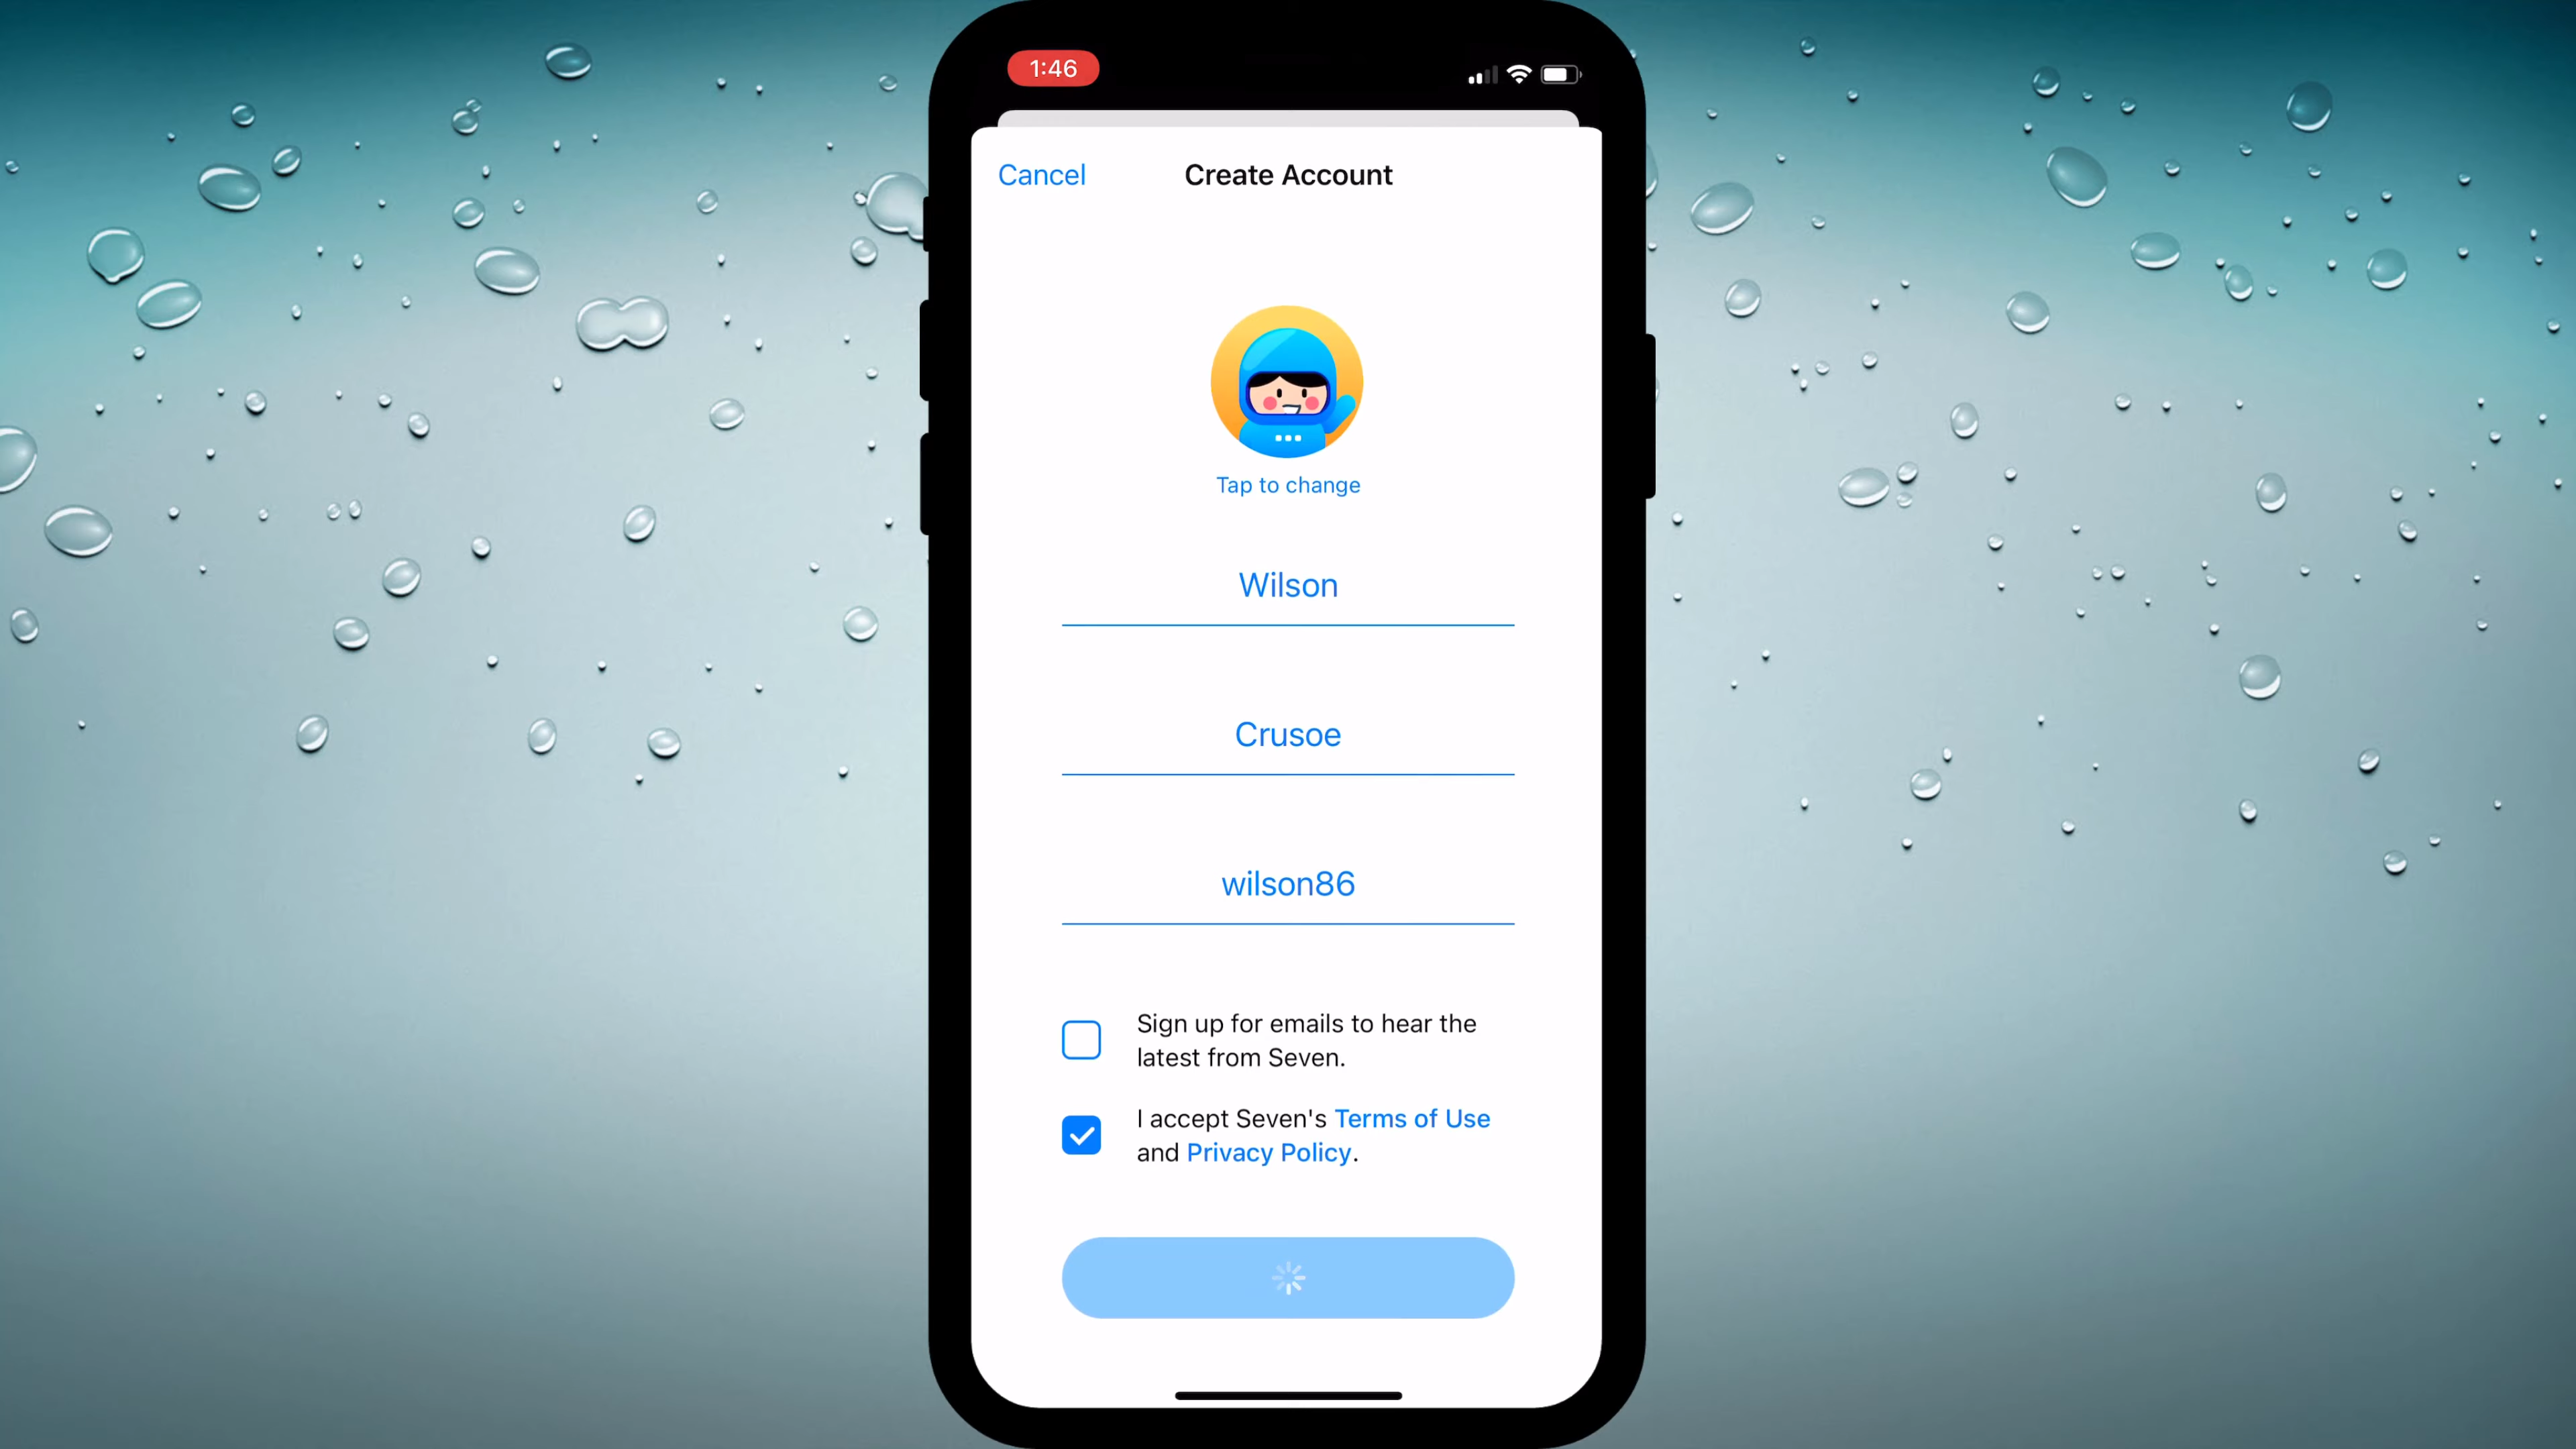 1:46
Cancel
Create Account
Tap to change
Wilson
Crusoe
wilson86
Sign up for emails to hear the
latest from Seven.
I accept Seven's Terms of Use
and Privacy Policy.